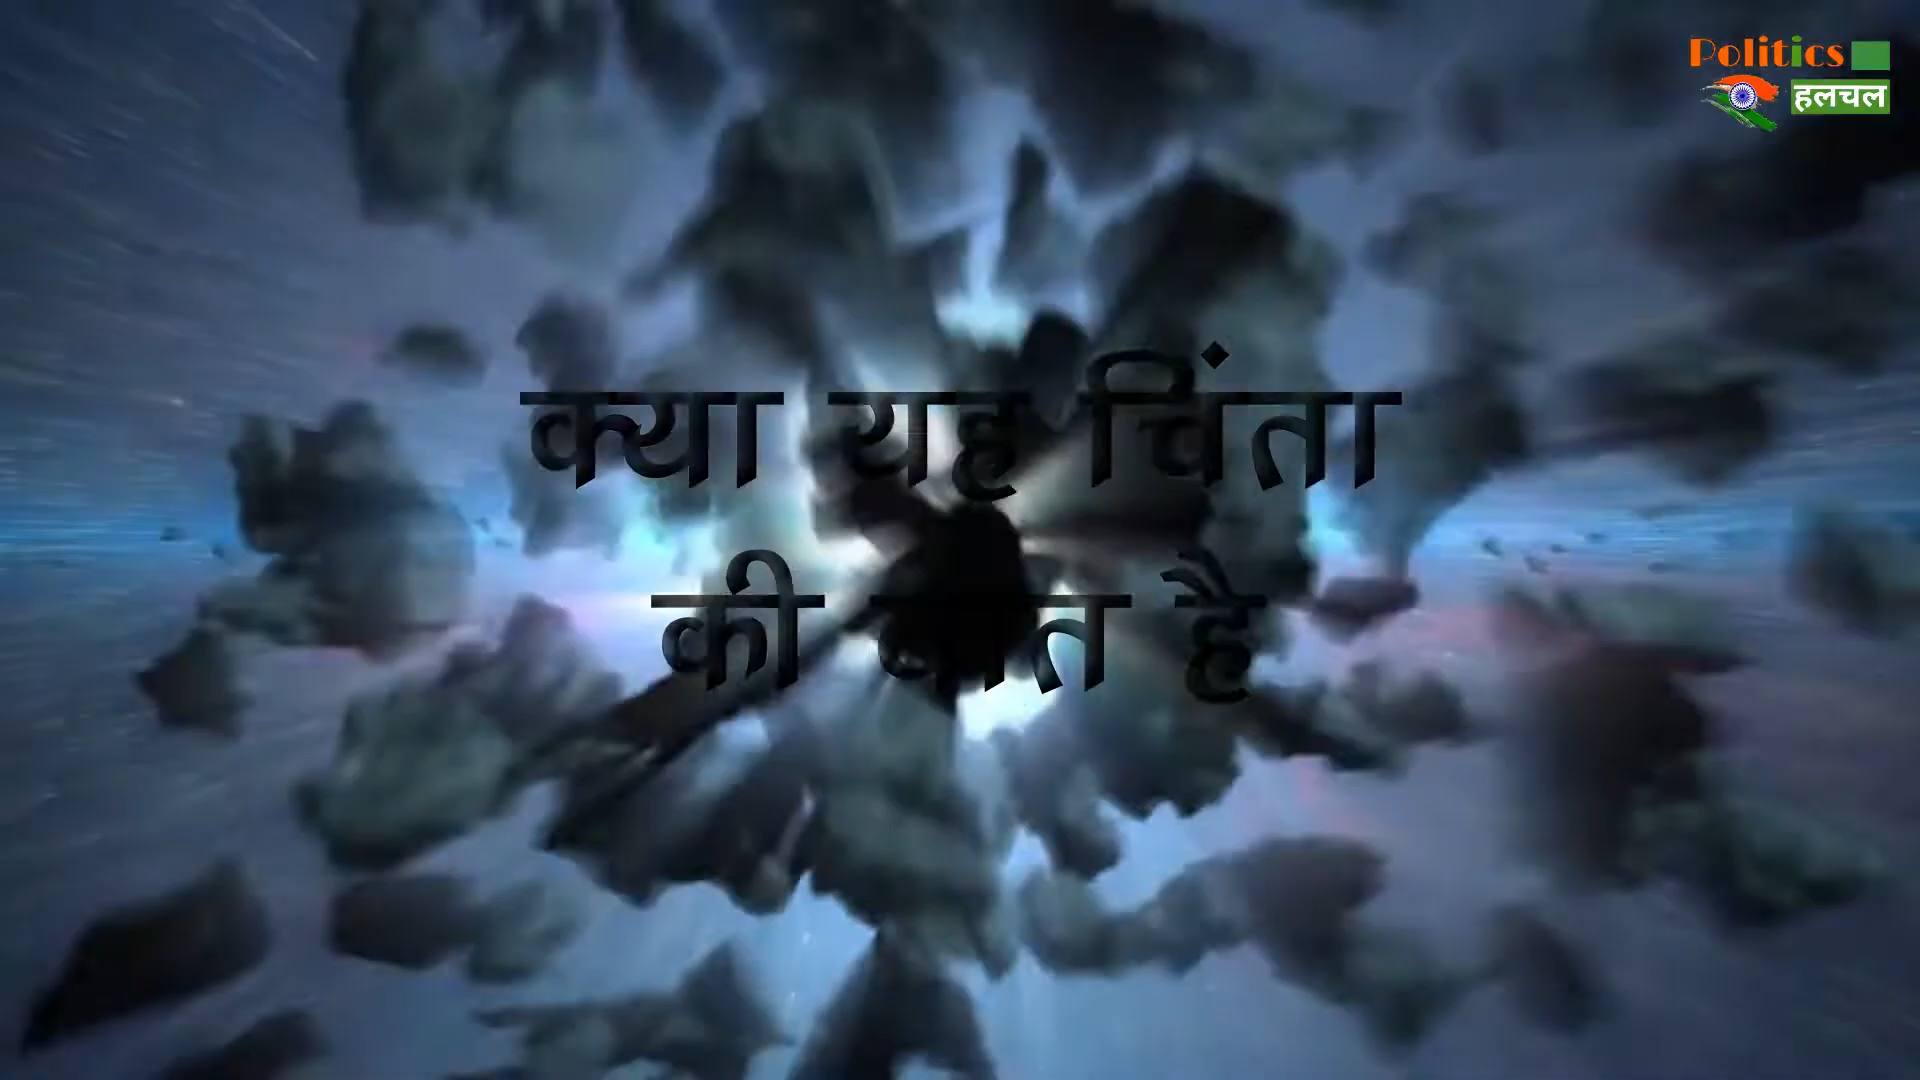 Politics
हलचल
क्या यह चिंता
की बात है